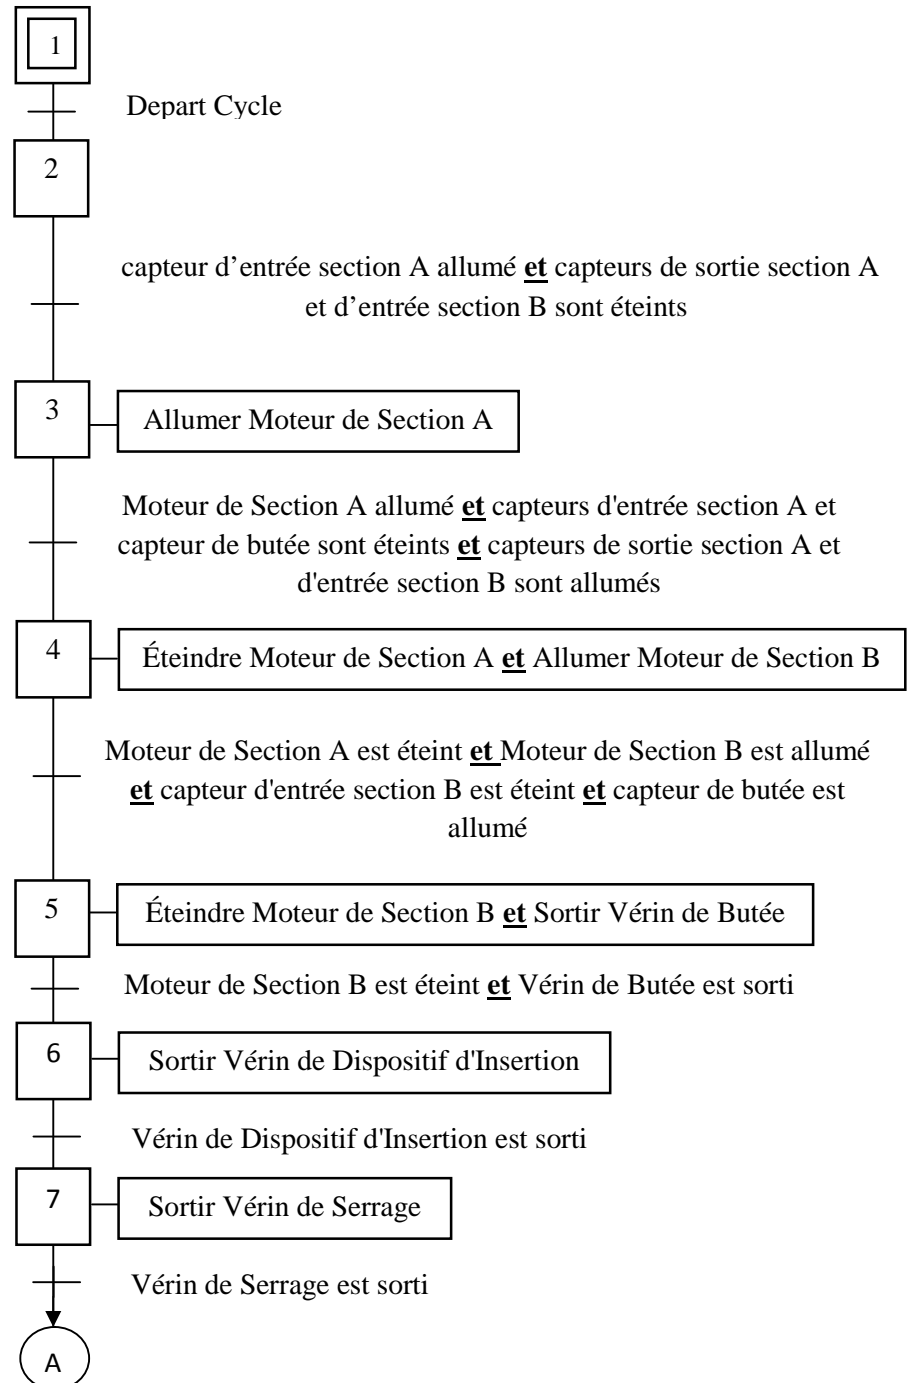 1
Depart Cycle
2
capteur d’entrée section A allumé et capteurs de sortie section A
et d’entrée section B sont éteints
3
Allumer Moteur de Section A
Moteur de Section A allumé et capteurs d'entrée section A et
capteur de butée sont éteints et capteurs de sortie section A et
d'entrée section B sont allumés
4
Éteindre Moteur de Section A et Allumer Moteur de Section B
Moteur de Section A est éteint et Moteur de Section B est allumé
et capteur d'entrée section B est éteint et capteur de butée est
allumé
5
Éteindre Moteur de Section B et Sortir Vérin de Butée
Moteur de Section B est éteint et Vérin de Butée est sorti
6
Sortir Vérin de Dispositif d'Insertion
Vérin de Dispositif d'Insertion est sorti
7
Sortir Vérin de Serrage
Vérin de Serrage est sorti
A